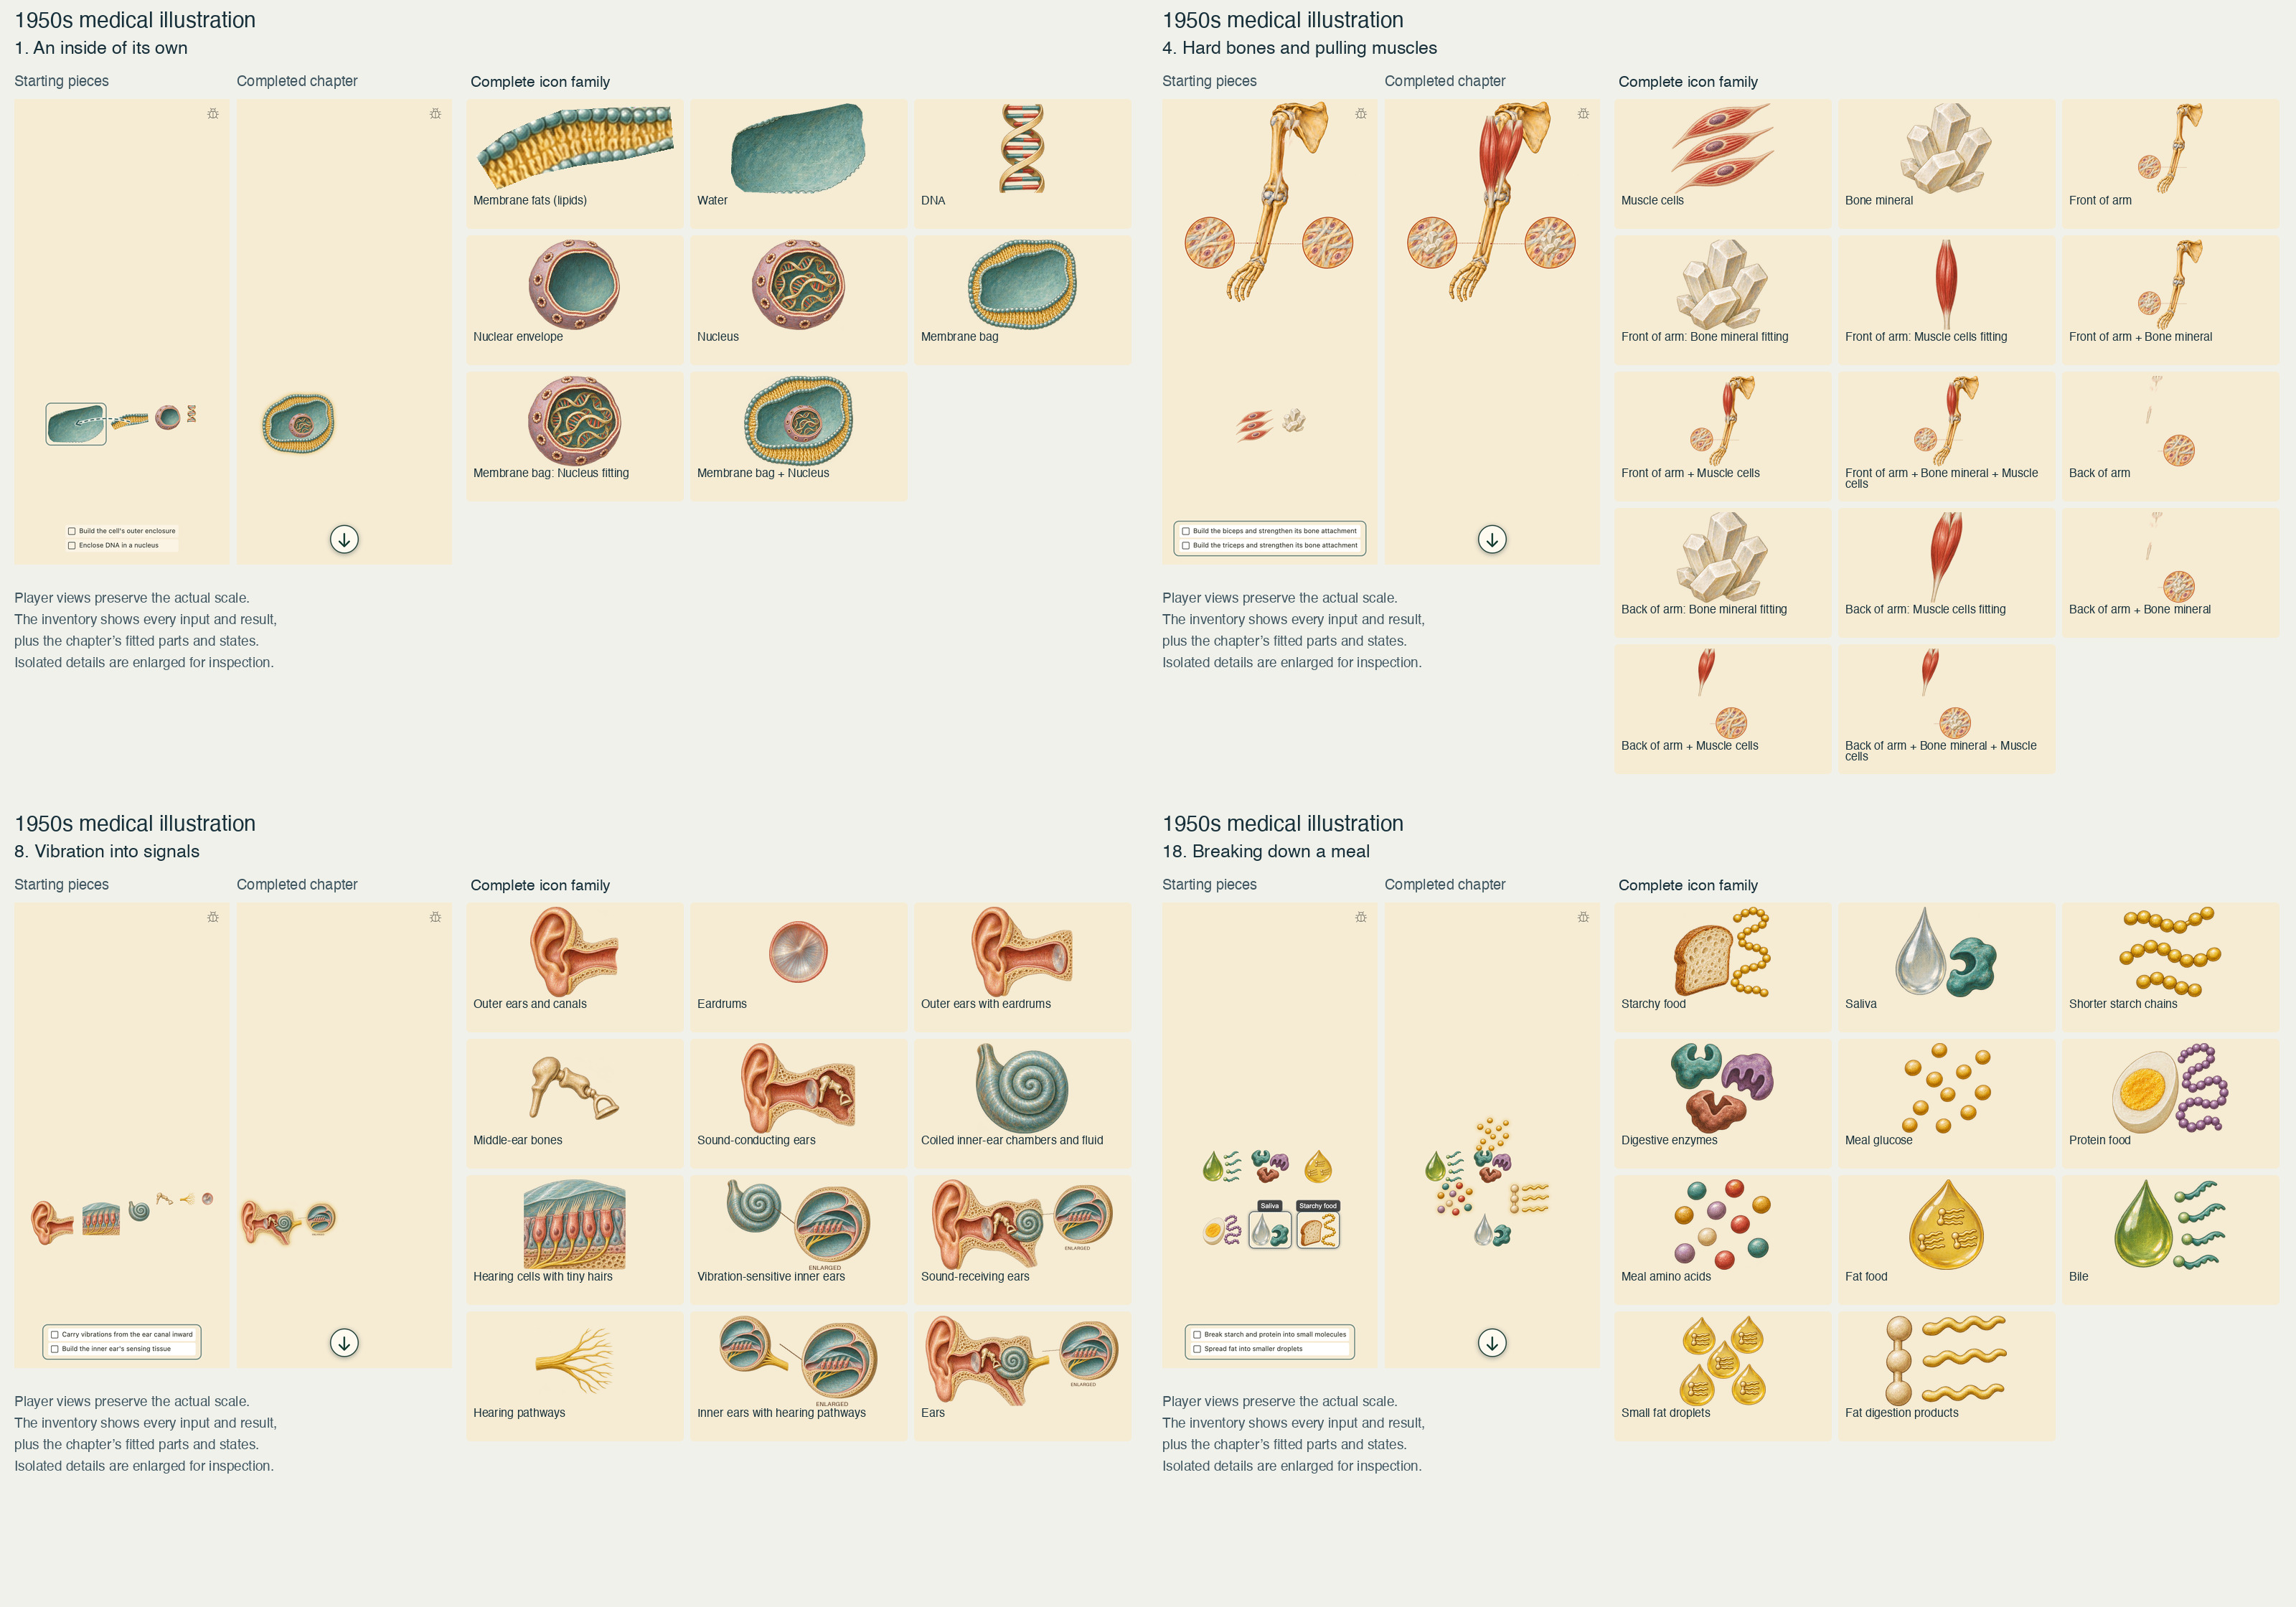 1950s medical illustration
1. An inside of its own
Starting pieces
Completed chapter
Complete icon family
Membrane fats (lipids)
Water
DNA
Nuclear envelope
Nucleus
Membrane bag
Membrane bag: Nucleus fitting
Membrane bag + Nucleus
Build the cell's outer enclosure
Enclose DNA in a nucleus
Player views preserve the actual scale.
The inventory shows every input and result,
plus the chapter's fitted parts and states.
Isolated details are enlarged for inspection.
1950s medical illustration
4. Hard bones and pulling muscles
Starting pieces
Completed chapter
Complete icon family
Muscle cells
Bone mineral
Front of arm
Front of arm: Bone mineral fitting
Front of arm: Muscle cells fitting
Front of arm + Bone mineral
Front of arm + Muscle cells
Front of arm + Bone mineral + Muscle
cells
Back of arm
Back of arm: Bone mineral fitting
Back of arm: Muscle cells fitting
Back of arm + Bone mineral
Back of arm + Muscle cells
Back of arm + Bone mineral + Muscle
cells
Build the biceps and strengthen its bone attachment
Build the triceps and strengthen its bone attachment
Player views preserve the actual scale.
The inventory shows every input and result,
plus the chapter's fitted parts and states.
Isolated details are enlarged for inspection.
1950s medical illustration
8. Vibration into signals
Starting pieces
Completed chapter
Complete icon family
Outer ears and canals
Eardrums
Outer ears with eardrums
Middle-ear bones
Sound-conducting ears
Coiled inner-ear chambers and fluid
Hearing cells with tiny hairs
ENLARGED
Vibration-sensitive inner ears
ENLARGED
Sound-receiving ears
Hearing pathways
ENLARGED
Inner ears with hearing pathways
ENLARGED
Ears
Carry vibrations from the ear canal inward
Build the inner ear's sensing tissue
Player views preserve the actual scale.
The inventory shows every input and result,
plus the chapter's fitted parts and states.
Isolated details are enlarged for inspection.
1950s medical illustration
18. Breaking down a meal
Starting pieces
Completed chapter
Complete icon family
Starchy food
Saliva
Shorter starch chains
Digestive enzymes
Meal glucose
Protein food
Meal amino acids
Fat food
Bile
Small fat droplets
Fat digestion products
Saliva
Starchy food
Break starch and protein into small molecules
Spread fat into smaller droplets
Player views preserve the actual scale.
The inventory shows every input and result,
plus the chapter's fitted parts and states.
Isolated details are enlarged for inspection.